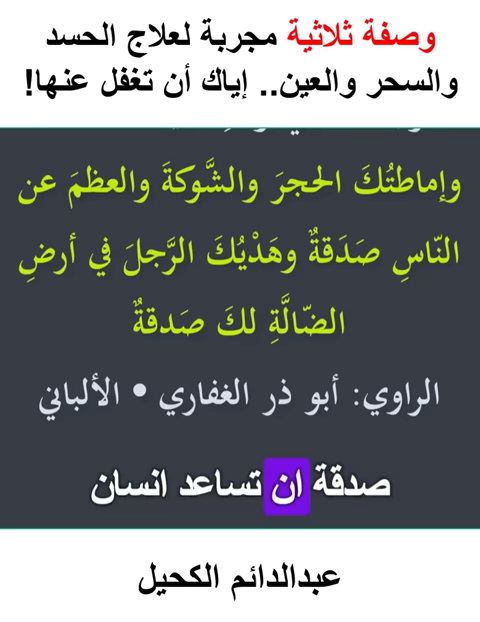 وصفة ثلاثية مجربة لعلاج الحسد
والسحر والعين.. إياك أن تغفل عنها!
وإماطتُكَ الحجرَ والشَّوكةَ والعظمَ عن
النّاسِ صَدَقةٌ وهَدْيُكَ الرَّجلَ في أرضِ
الضّالَّةِ لكَ صَدقةٌ
الراوي: أبو ذر الغفاري • الألباني
صدقة ان تساعد انسان
عبدالدائم الكحيل